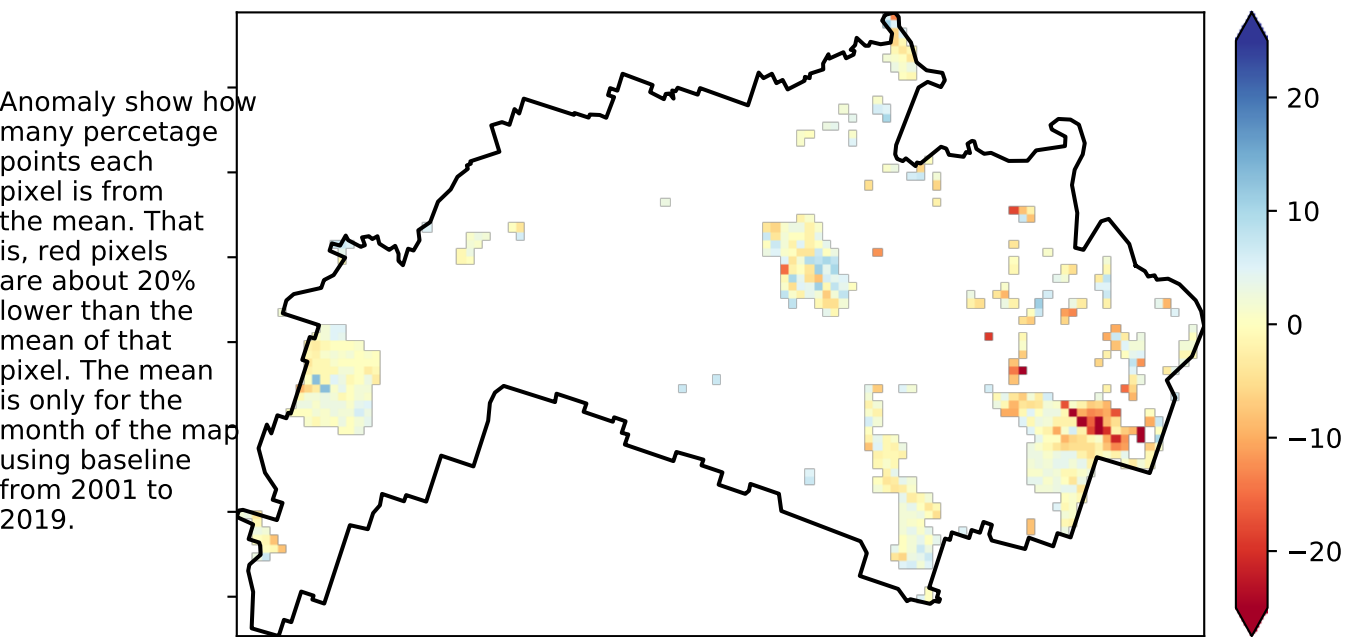 Anomaly show how
many percetage
points each
pixel is from
the mean. That
is, red pixels
are about 20%
lower than the
mean of that
pixel. The mean
is only for the
month of the map
using baseline
from 2001 to
2019.
20
10
0
−10
−20